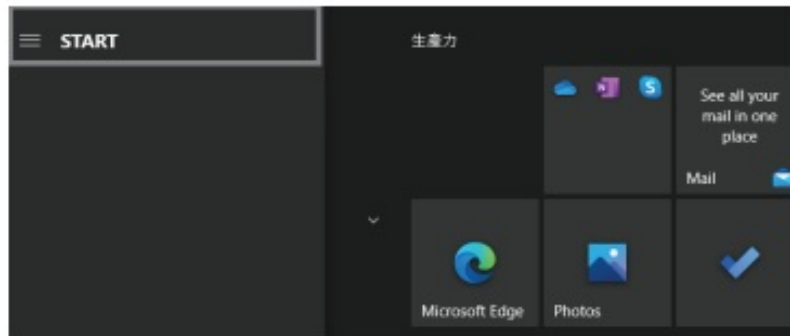 START
生產力
See all your
mail in one
place
Mail
Microsoft Edge
Photos